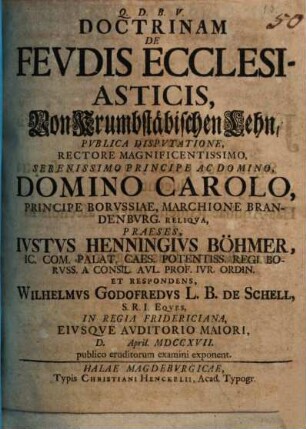 50
Q. D. B. V.
DOCTRINAM
DE
FEVDIS ECCLESI-
ASTICIS,
Von Krumbstäbischen Lehn,
PVBLICA DISPVTATIONE,
RECTORE MAGNIFICENTISSIMO,
SERENISSIMO PRINCIPE AC DOMINO,
DOMINO CAROLO,
PRINCIPE BORVSSIAE, MARCHIONE BRAN-
DENBVRG. RELIQVA,
PRAESES,
IVSTVS HENNINGIVS BÖHMER,
IC. COM. PALAT. CAES. POTENTISS. REGI BO-
RVSS. A CONSIL AVL. PROF. IVR. ORDIN.
ET RESPONDENS,
WILHELMVS GODOFREDVS L. B. DE SCHELL,
S. R. I. EQVES,
IN REGIA FRIDERICIANA,
EIVSQVE AVDITORIO MAIORI,
D. April. MDCCXVII.
publico eruditorum examini exponent.
HALAE MAGDEBVRGICAE,
Typis CHRISTIANI HENCKELII, Acad. Typogr.